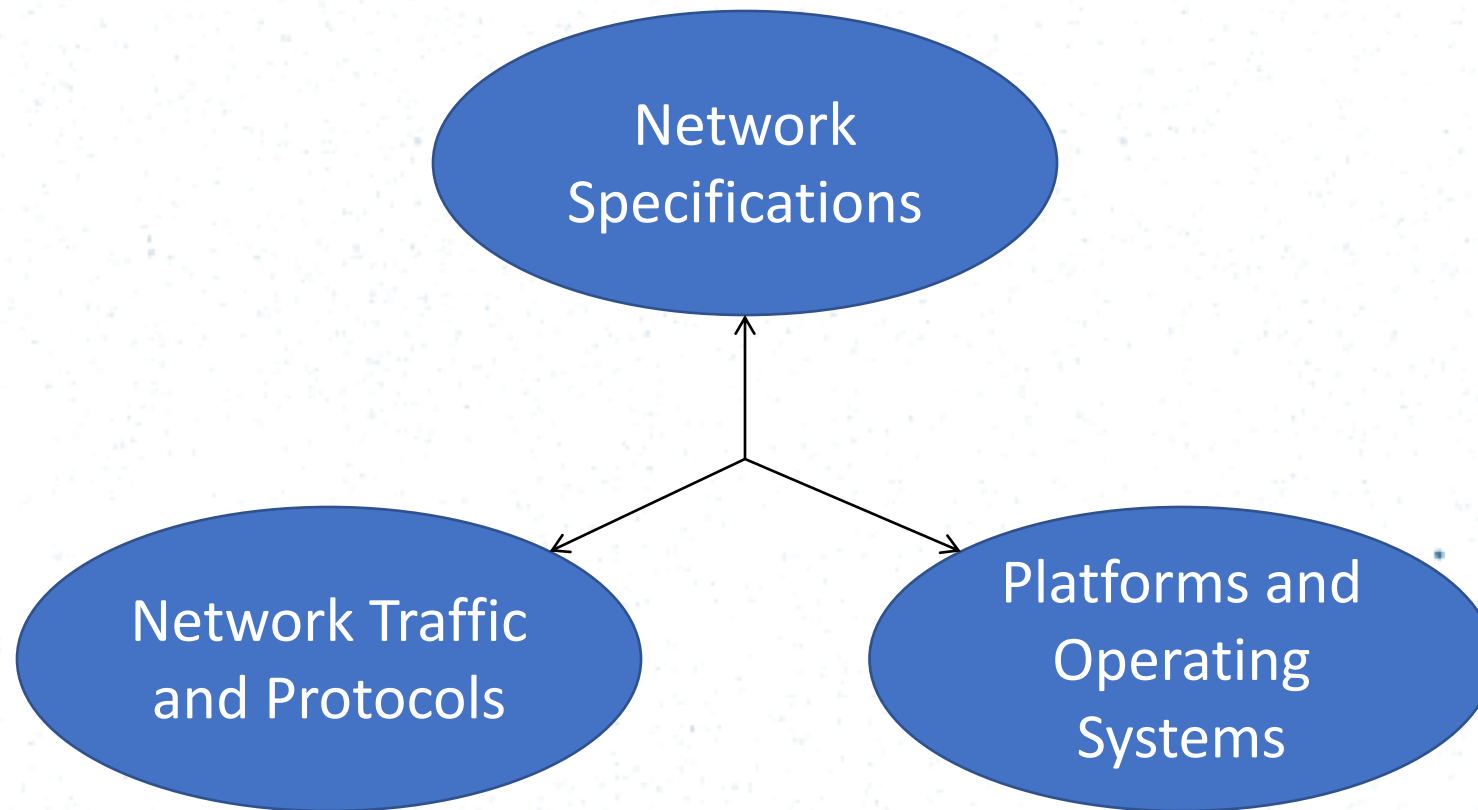 Network
Specifications
Network Traffic
and Protocols
Platforms and
Operating
Systems